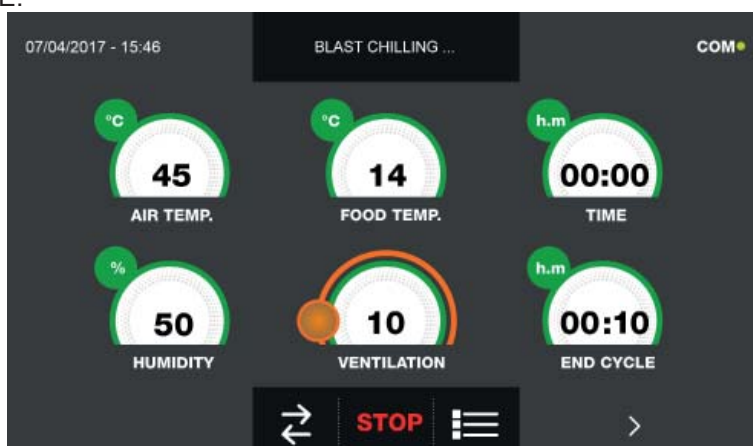 E.
07/04/2017 - 15:46 BLAST CHILLING ... COM
°C °C h.m
45 14 00:00
AIR TEMP. FOOD TEMP. TIME
% h.m
50 10 00:10
HUMIDITY VENTILATION END CYCLE
STOP